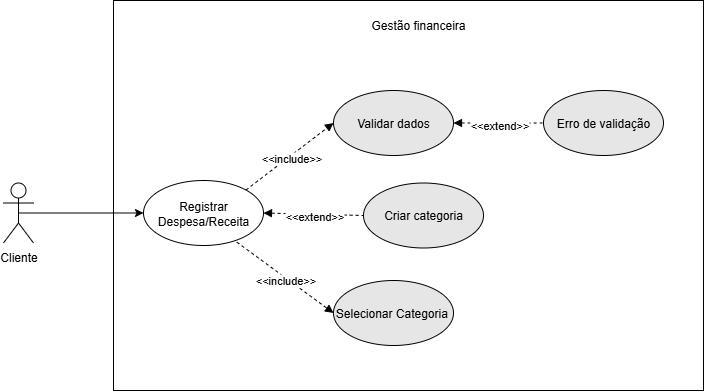 Gestão financeira
Validar dados
<<extend>>
Erro de validação
<<include>>
Registrar
Despesa/Receita
<<extend>>
Criar categoria
Cliente
<<include>>
Selecionar Categoria